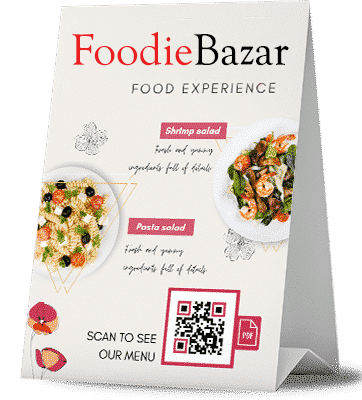 FoodieBazar
FOOD EXPERIENCE
Shrimp salad
Fresh and yummy
ingredients full of details
Pasta salad
Fresh and yummy
ingredients full of details
SCAN TO SEE
OUR MENU
PDF